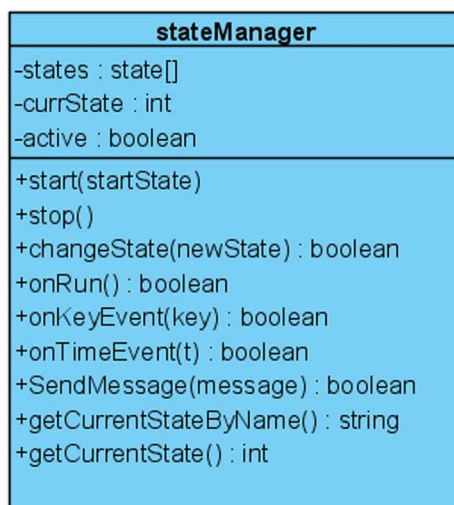 stateManager
-states : state[]
-currState : int
-active : boolean
+start(startState)
+stop()
+changeState(newState) : boolean
+onRun() : boolean
+onKeyEvent(key) : boolean
+onTimeEvent(t) : boolean
+SendMessage(message) : boolean
+getCurrentStateByName() : string
+getCurrentState() : int